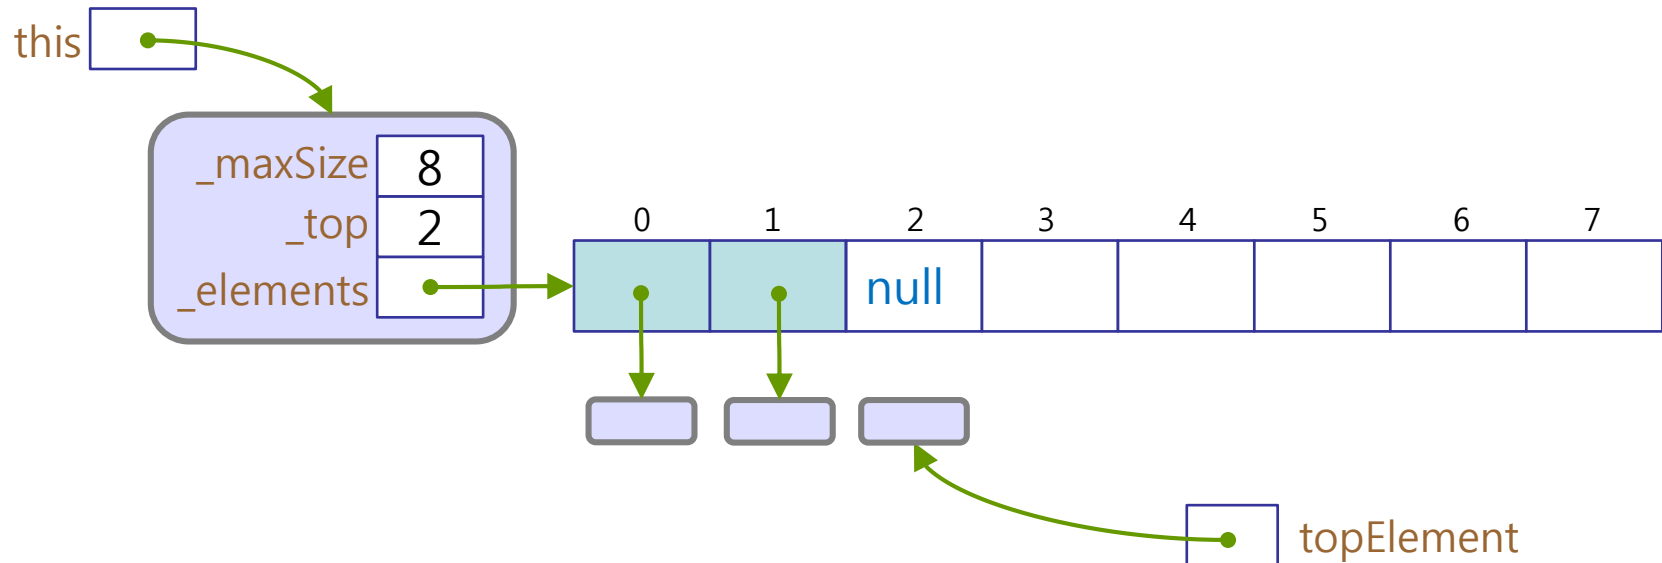 this
_maxSize 8
_top 2
_elements
0 1 2 3 4 5 6 7
null
topElement